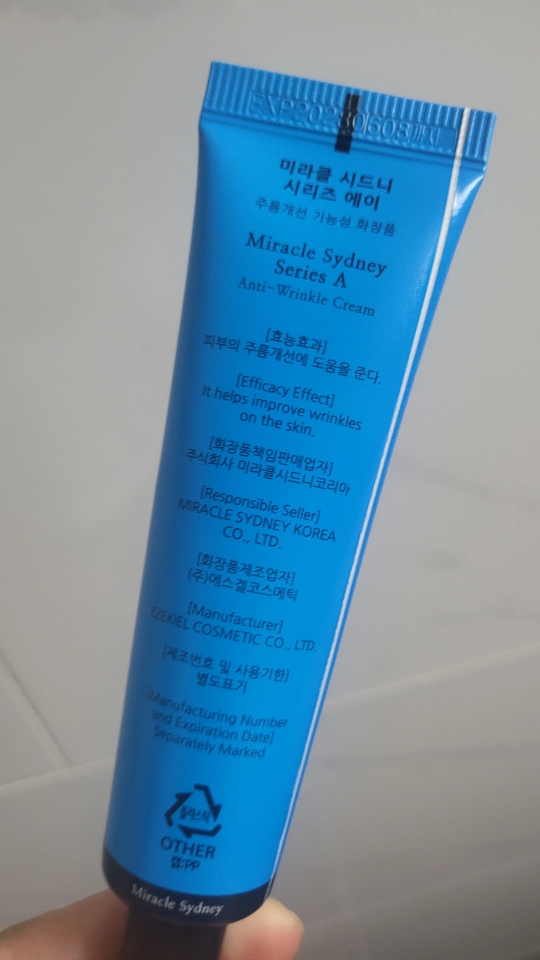 미라클 시드니
시리즈 에이
주름개선 기능성 화장품
Miracle Sydney
Series A
Anti-Wrinkle Cream
[효능효과]
피부의 주름개선에 도움을 준다.
[Efficacy Effect]
It helps improve wrinkles
on the skin.
[화장품책임판매업자]
주식회사 미라클시드니코리아
[Responsible Seller]
MIRACLE SYDNEY KOREA
CO., LTD.
[화장품제조업자]
(주)에스겔코스메틱
[Manufacturer]
EZEKIEL COSMETIC CO., LTD.
[제조번호 및 사용기한]
별도표기
[Manufacturing Number
and Expiration Date]
Separately Marked
플라스틱
OTHER
캡:PP
Miracle Sydney